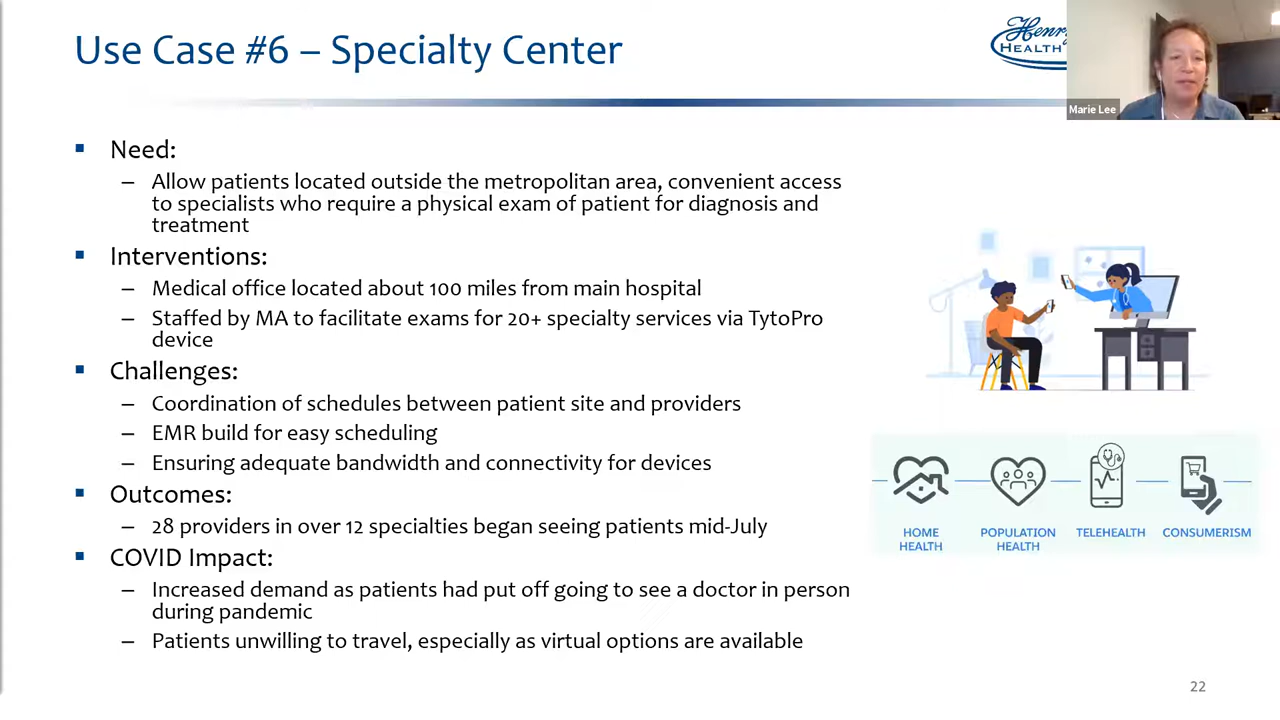 Use Case #6 – Specialty Center
HEALTH
Marie Lee
▪ Need:
– Allow patients located outside the metropolitan area, convenient access
to specialists who require a physical exam of patient for diagnosis and
treatment
▪ Interventions:
– Medical office located about 100 miles from main hospital
– Staffed by MA to facilitate exams for 20+ specialty services via TytoPro
device
▪ Challenges:
– Coordination of schedules between patient site and providers
– EMR build for easy scheduling
– Ensuring adequate bandwidth and connectivity for devices
▪ Outcomes:
– 28 providers in over 12 specialties began seeing patients mid-July
▪ COVID Impact:
– Increased demand as patients had put off going to see a doctor in person
during pandemic
– Patients unwilling to travel, especially as virtual options are available
HOME
HEALTH
POPULATION
HEALTH
TELEHEALTH
CONSUMERISM
22